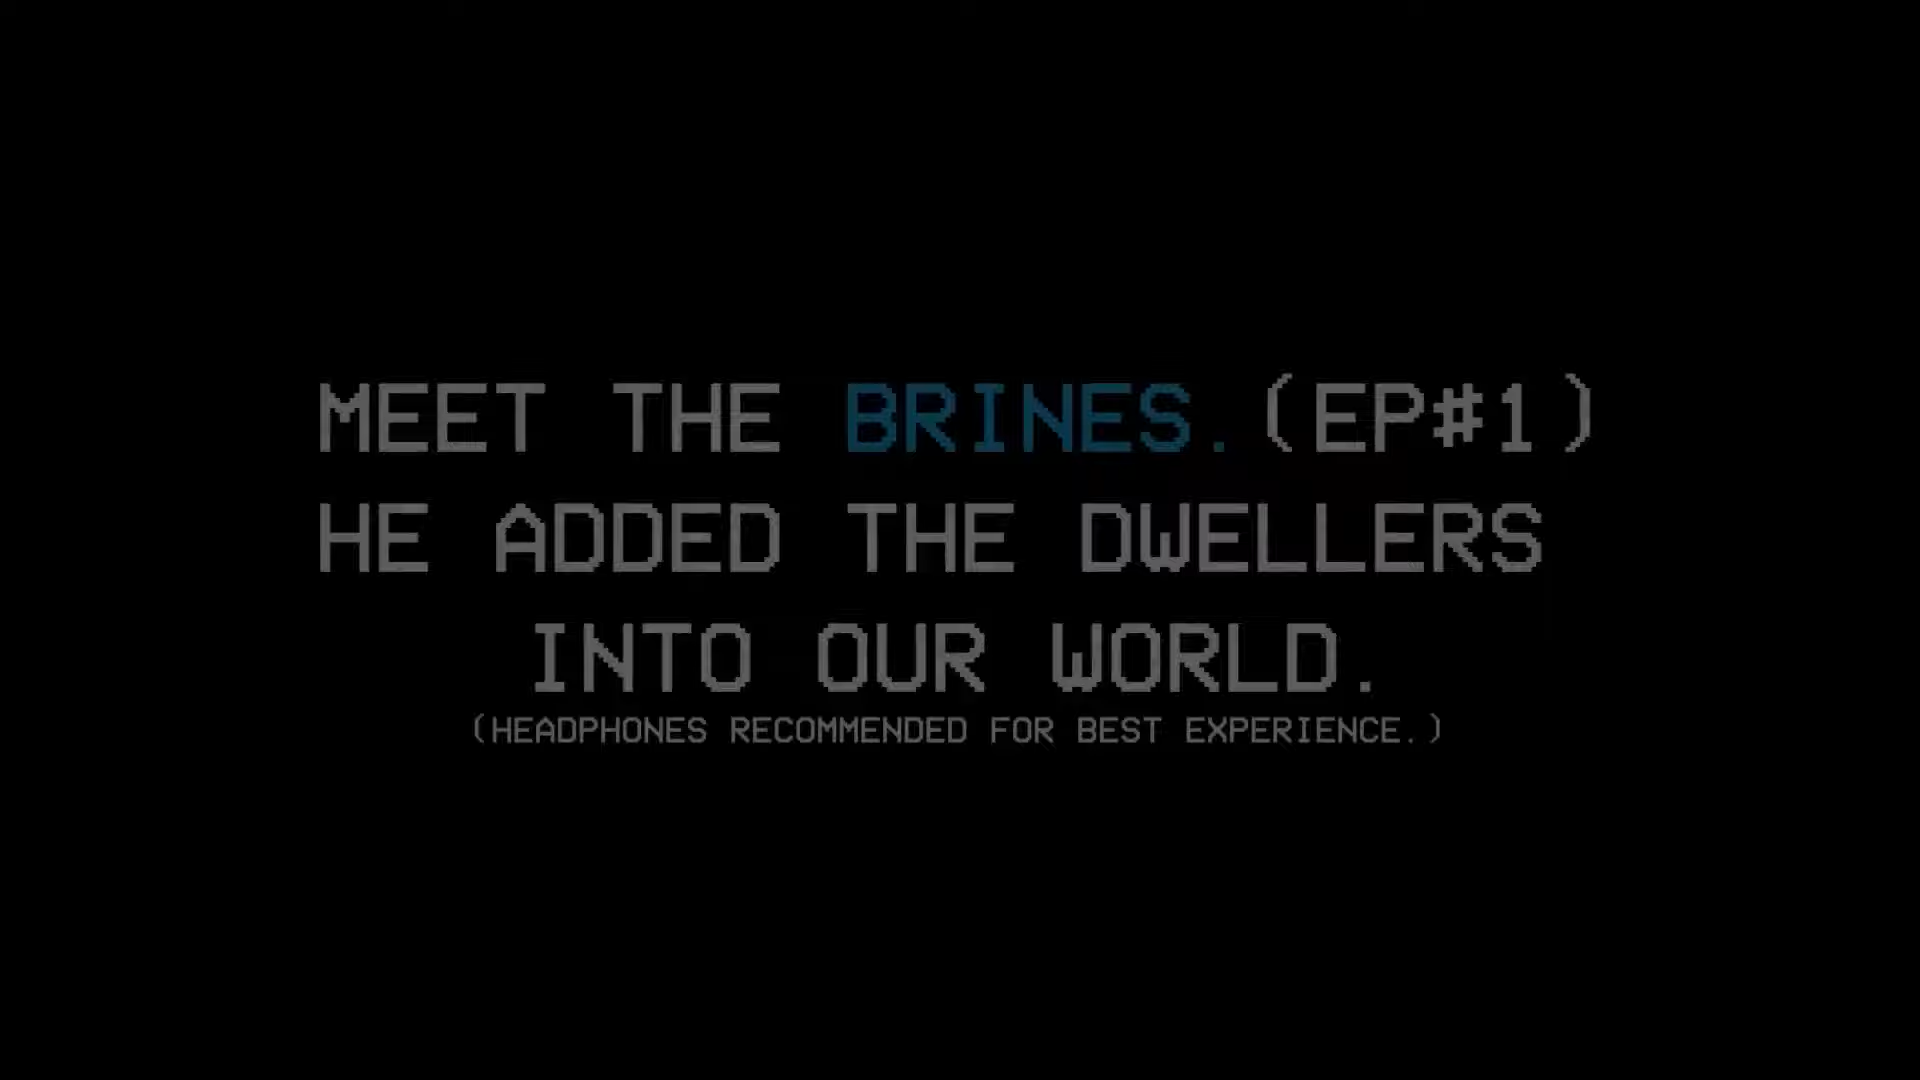 MEET THE BRINES.(EP#1)
HE ADDED THE DWELLERS
INTO OUR WORLD.
(HEADPHONES RECOMMENDED FOR BEST EXPERIENCE.)